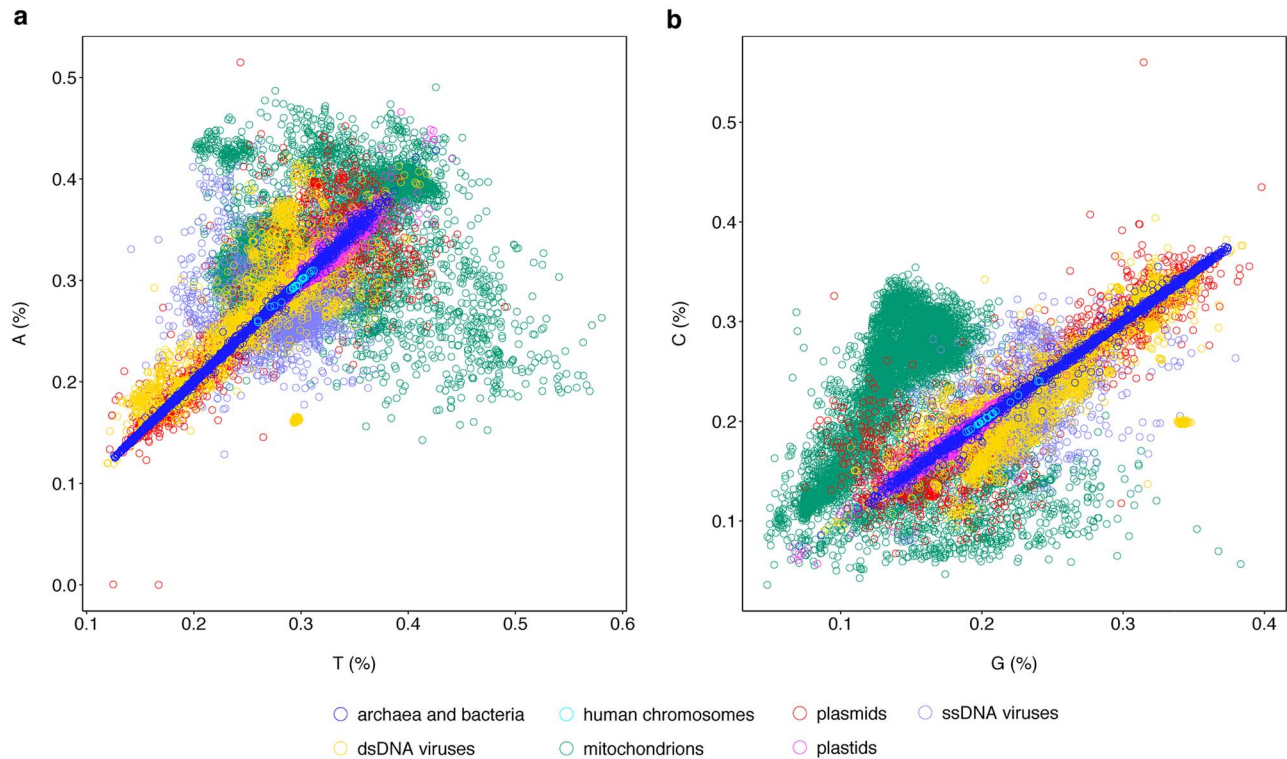 a
b
0.5
0.4
0.3
0.2
0.1
0.0
A (%)
0.1 0.2 0.3 0.4 0.5 0.6
T (%)
0.5
0.4
0.3
0.2
0.1
C (%)
0.1 0.2 0.3 0.4
G (%)
archaea and bacteria human chromosomes plasmids ssDNA viruses
dsDNA viruses mitochondrions plastids